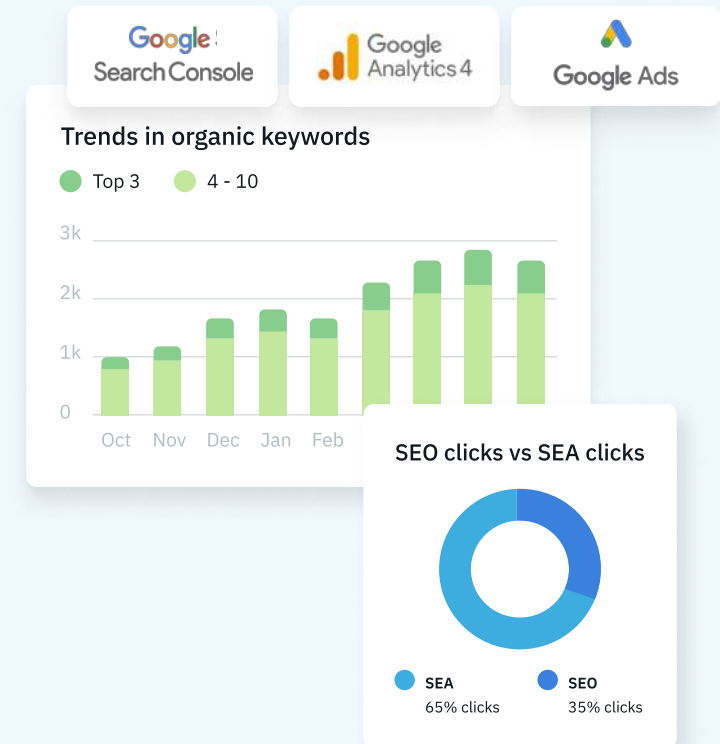 Google
Search Console
Google
Analytics 4
Google Ads
Trends in organic keywords
Top 3
4 - 10
3k
2k
1k
0
Oct Nov Dec Jan Feb
SEO clicks vs SEA clicks
SEA
65% clicks
SEO
35% clicks